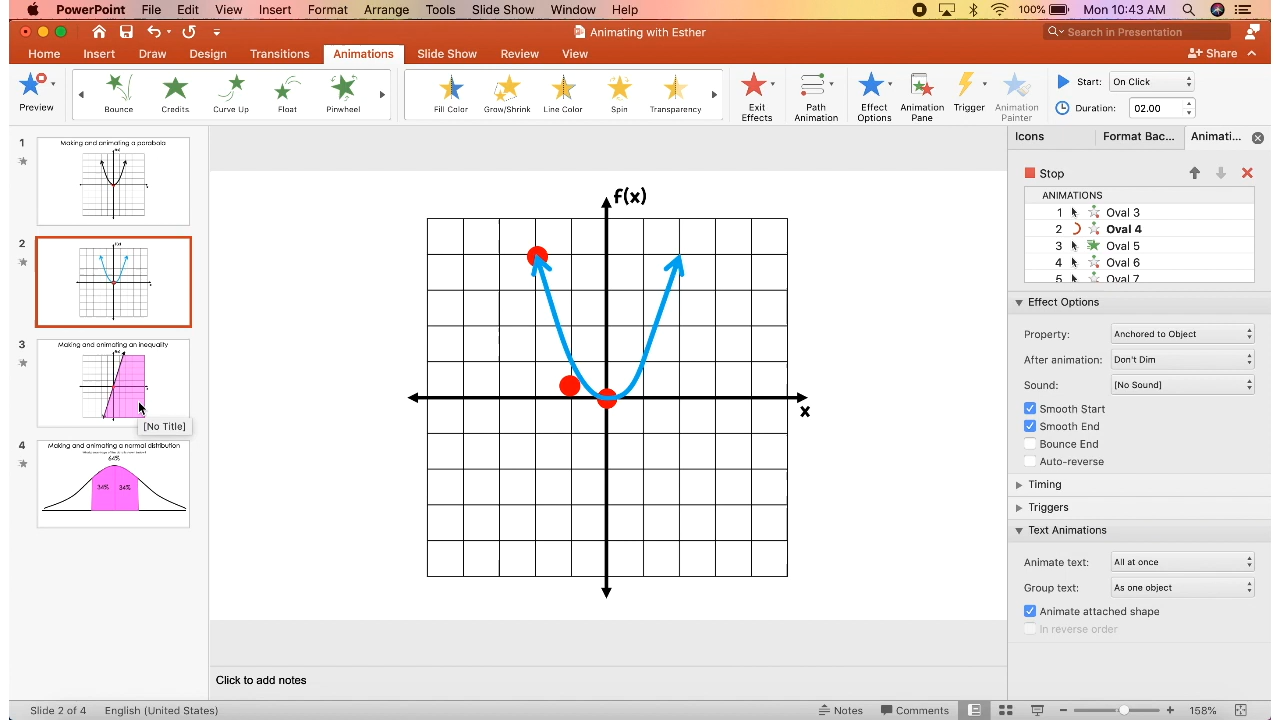 PowerPoint File Edit View Insert Format Arrange Tools Slide Show Window Help 100% Mon 10:43 AM
Animating with Esther Search in Presentation
Home Insert Draw Design Transitions Animations Slide Show Review View Share
Preview Bounce Credits Curve Up Float Pinwheel Fill Color Grow/Shrink Line Color Spin Transparency Exit Effects Path Animation Effect Options Animation Pane Trigger Animation Painter
Start: On Click
Duration: 02.00
1
Making and animating a parabola
2
3
Making and animating an inequality
[No Title]
4
Making and animating a normal distribution
64%
34% 34%
f(x)
x
Icons Format Bac... Animati...
Stop
ANIMATIONS
1 Oval 3
2 Oval 4
3 Oval 5
4 Oval 6
5 Oval 7
Effect Options
Property: Anchored to Object
After animation: Don't Dim
Sound: [No Sound]
Smooth Start
Smooth End
Bounce End
Auto-reverse
Timing
Triggers
Text Animations
Animate text: All at once
Group text: As one object
Animate attached shape
In reverse order
Click to add notes
Slide 2 of 4 English (United States) Notes Comments 158%